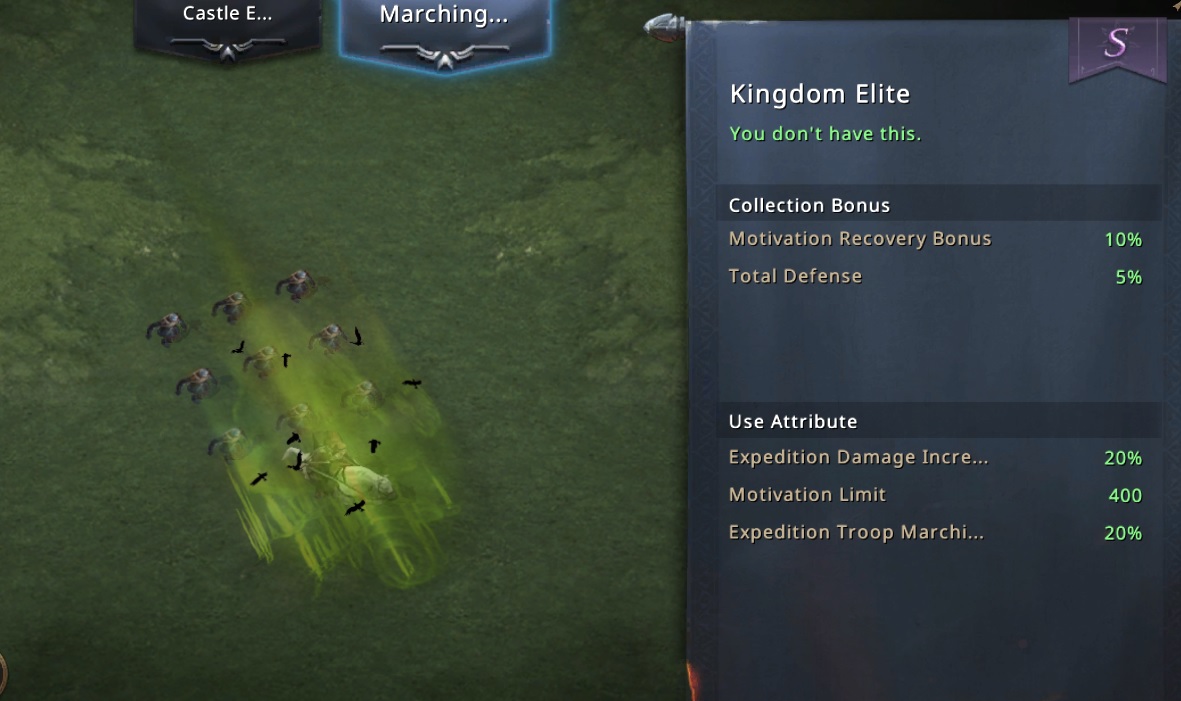 Castle E...
Marching...
S
Kingdom Elite
You don't have this.
Collection Bonus
Motivation Recovery Bonus 10%
Total Defense 5%
Use Attribute
Expedition Damage Incre... 20%
Motivation Limit 400
Expedition Troop Marchi... 20%